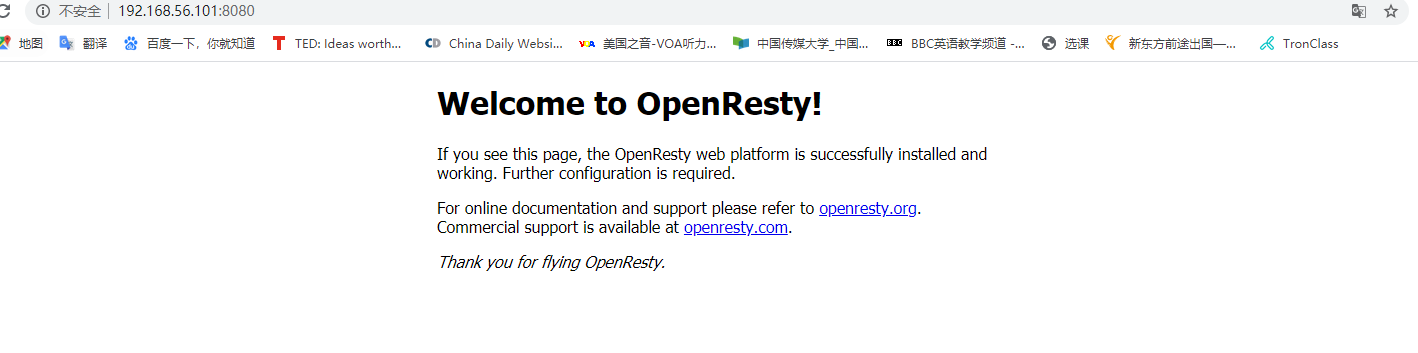 不安全 192.168.56.101:8080
地图 翻译 百度一下，你就知道 TED: Ideas worth... CD China Daily Websi... VOA 美国之音-VOA听力... 中国传媒大学_中国... BBC BBC英语教学频道 -... 选课 新东方前途出国—... TronClass
Welcome to OpenResty!
If you see this page, the OpenResty web platform is successfully installed and
working. Further configuration is required.
For online documentation and support please refer to openresty.org.
Commercial support is available at openresty.com.
Thank you for flying OpenResty.